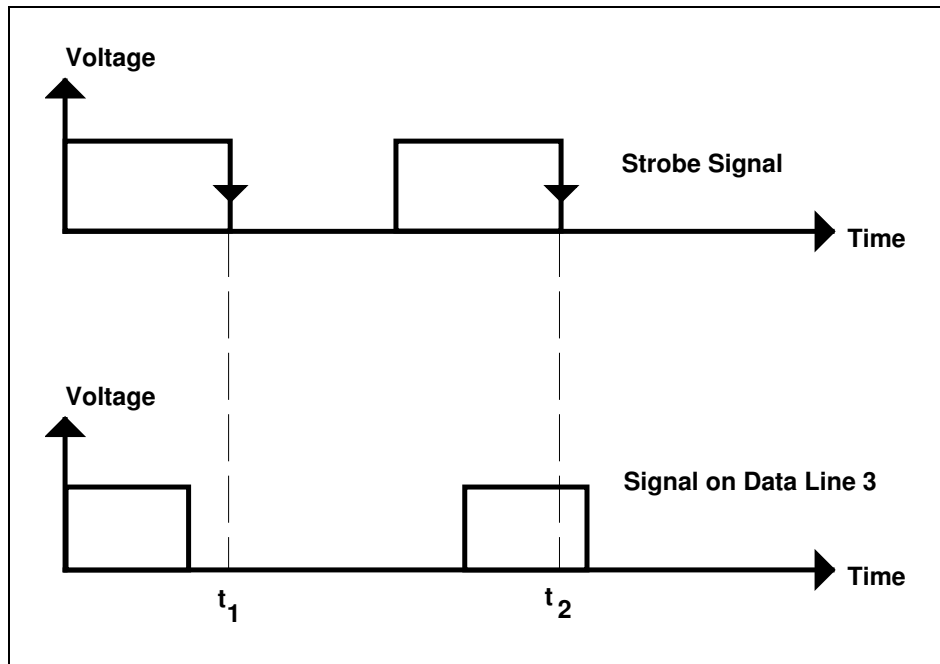 Voltage
Strobe Signal
Time
Voltage
Signal on Data Line 3
Time
t1
t2